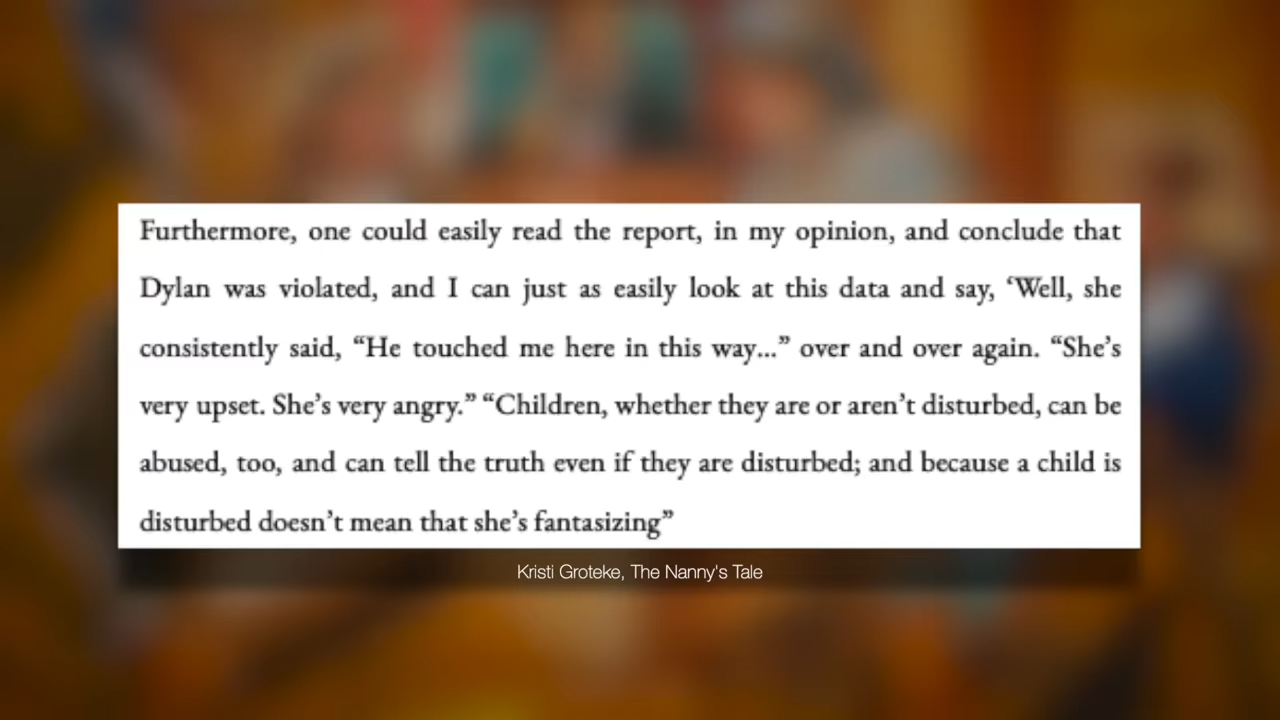 Furthermore, one could easily read the report, in my opinion, and conclude that
Dylan was violated, and I can just as easily look at this data and say, ‘Well, she
consistently said, “He touched me here in this way...” over and over again. “She’s
very upset. She’s very angry.” “Children, whether they are or aren’t disturbed, can be
abused, too, and can tell the truth even if they are disturbed; and because a child is
disturbed doesn’t mean that she’s fantasizing”
Kristi Groteke, The Nanny's Tale